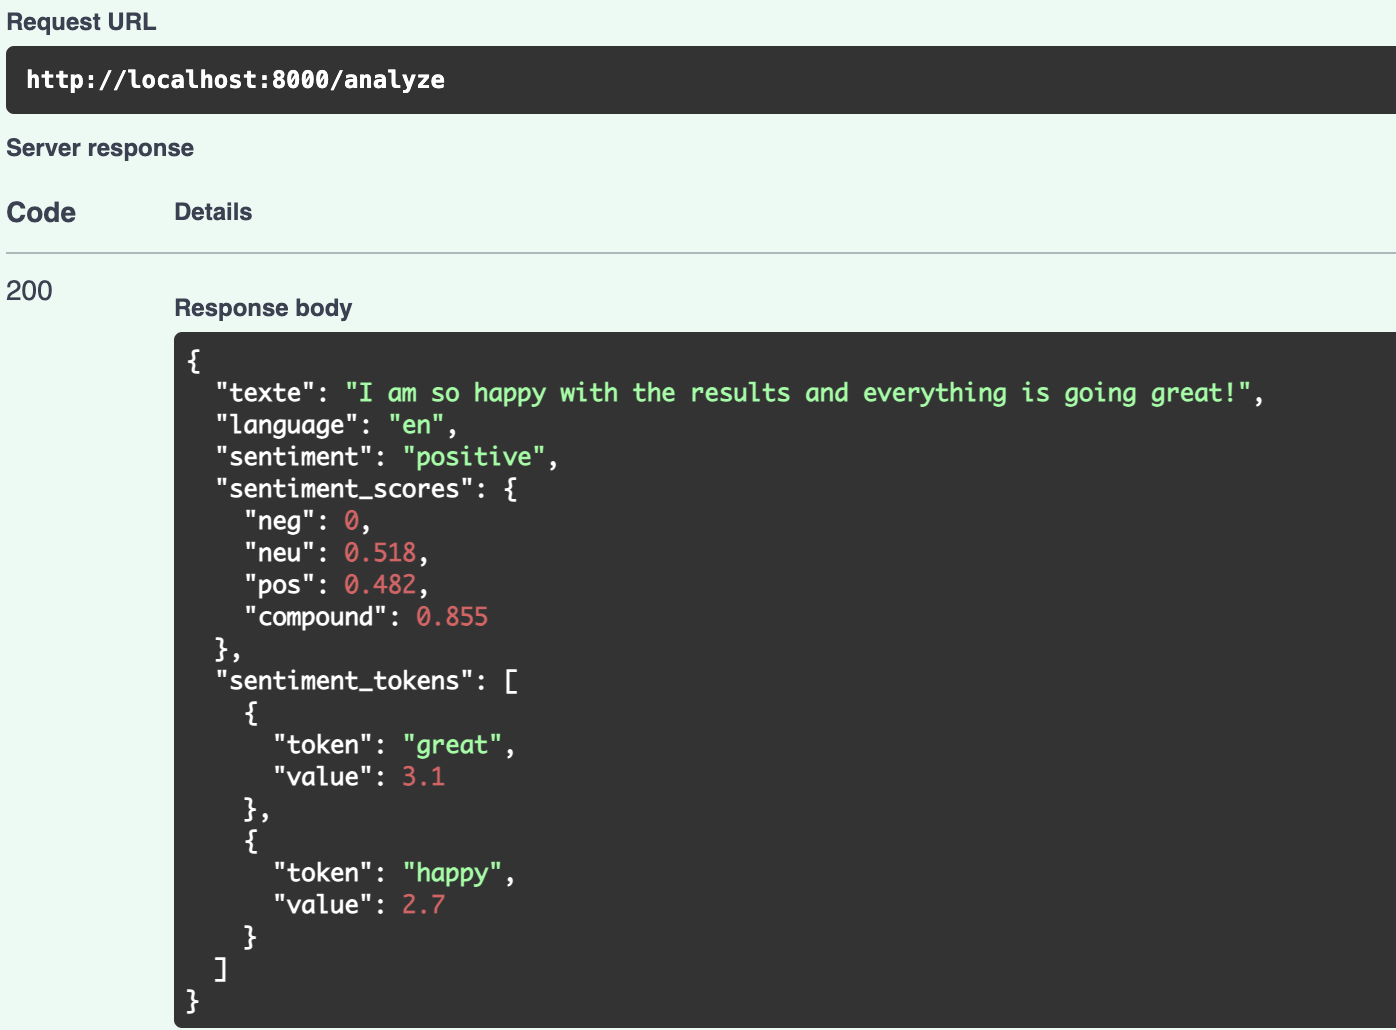 Request URL
http://localhost:8000/analyze
Server response
Code Details
200
Response body
{
  "texte": "I am so happy with the results and everything is going great!",
  "language": "en",
  "sentiment": "positive",
  "sentiment_scores": {
    "neg": 0,
    "neu": 0.518,
    "pos": 0.482,
    "compound": 0.855
  },
  "sentiment_tokens": [
    {
      "token": "great",
      "value": 3.1
    },
    {
      "token": "happy",
      "value": 2.7
    }
  ]
}